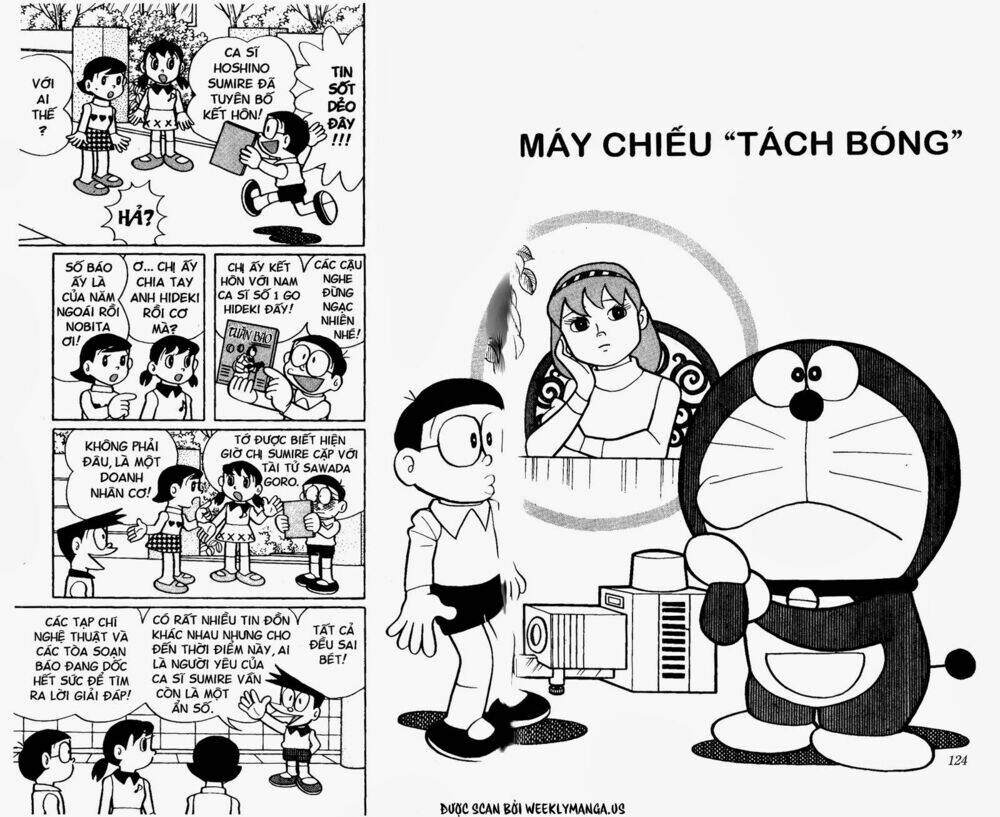 MÁY CHIẾU “TÁCH BÓNG”
124
TIN
SỐT
DẺO
ĐÂY
!!!
CA SĨ
HOSHINO
SUMIRE ĐÃ
TUYÊN BỐ
KẾT HÔN!
VỚI
AI
THẾ
?
HẢ?
CÁC CẬU
NGHE
ĐỪNG
NGẠC
NHIÊN
NHÉ!
CHỊ ẤY KẾT
HÔN VỚI NAM
CA SĨ SỐ 1 GO
HIDEKI ĐẤY!
TUẦN BÁO
Ơ... CHỊ ẤY
CHIA TAY
ANH HIDEKI
RỒI CƠ
MÀ?
SỐ BÁO
ẤY LÀ
CỦA NĂM
NGOÁI RỒI
NOBITA
ƠI!
TỚ ĐƯỢC BIẾT HIỆN
GIỜ CHỊ SUMIRE CẶP VỚI
TÀI TỬ SAWADA
GORO.
KHÔNG PHẢI
ĐÂU, LÀ MỘT
DOANH
NHÂN CƠ!
TẤT CẢ
ĐỀU SAI
BÉT!
CÓ RẤT NHIỀU TIN ĐỒN
KHÁC NHAU NHƯNG CHO
ĐẾN THỜI ĐIỂM NÀY, AI
LÀ NGƯỜI YÊU CỦA
CA SĨ SUMIRE VẪN
CÒN LÀ MỘT
ẨN SỐ.
CÁC TẠP CHÍ
NGHỆ THUẬT VÀ
CÁC TÒA SOẠN
BÁO ĐANG DỐC
HẾT SỨC ĐỂ TÌM
RA LỜI GIẢI ĐÁP!
ĐƯỢC SCAN BỞI WEEKLYMANGA.US